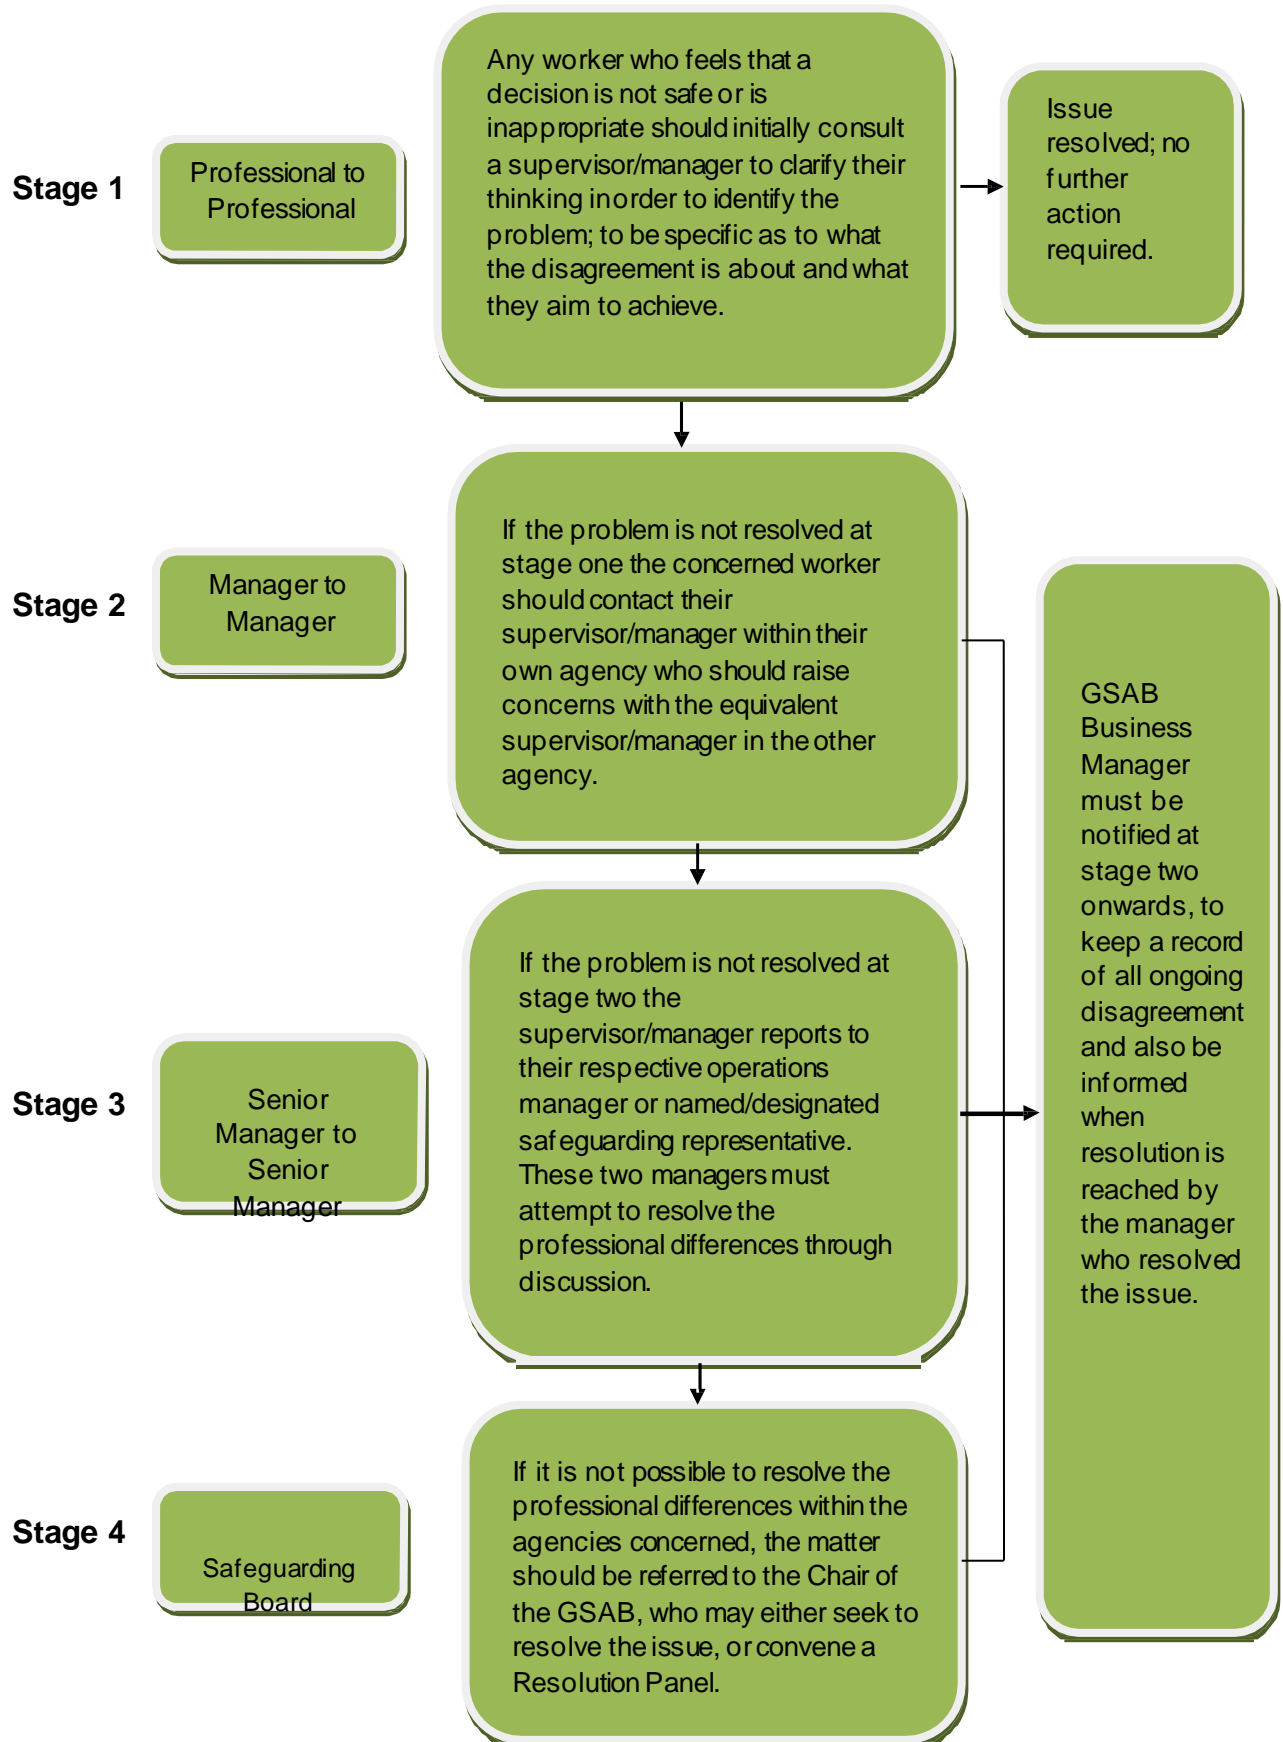 Stage 1
Professional to
Professional
Any worker who feels that a
decision is not safe or is
inappropriate should initially consult
a supervisor/manager to clarify their
thinking inorder to identify the
problem; to be specific as to what
the disagreement is about and what
they aim to achieve.
Issue
resolved; no
further
action
required.
Stage 2
Manager to
Manager
If the problem is not resolved at
stage one the concerned worker
should contact their
supervisor/manager within their
own agency who should raise
concerns with the equivalent
supervisor/manager in the other
agency.
GSAB
Business
Manager
must be
notified at
stage two
onwards, to
keep a record
of all ongoing
disagreement
and also be
informed
when
resolution is
reached by
the manager
who resolved
the issue.
Stage 3
Senior
Manager to
Senior
Manager
If the problem is not resolved at
stage two the
supervisor/manager reports to
their respective operations
manager or named/designated
safeguarding representative.
These two managers must
attempt to resolve the
professional differences through
discussion.
Stage 4
Safeguarding
Board
If it is not possible to resolve the
professional differences within the
agencies concerned, the matter
should be referred to the Chair of
the GSAB, who may either seek to
resolve the issue, or convene a
Resolution Panel.